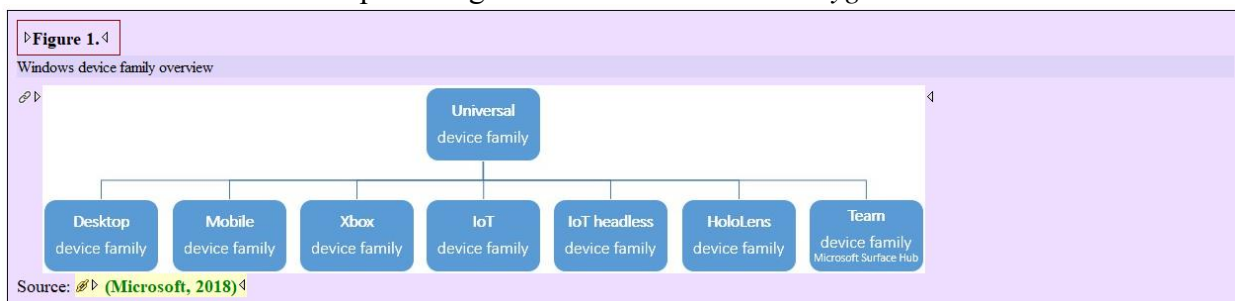 Figure 1.
Windows device family overview
Universal
device family
Desktop
device family
Mobile
device family
Xbox
device family
IoT
device family
IoT headless
device family
HoloLens
device family
Team
device family
Microsoft Surface Hub
Source: (Microsoft, 2018)